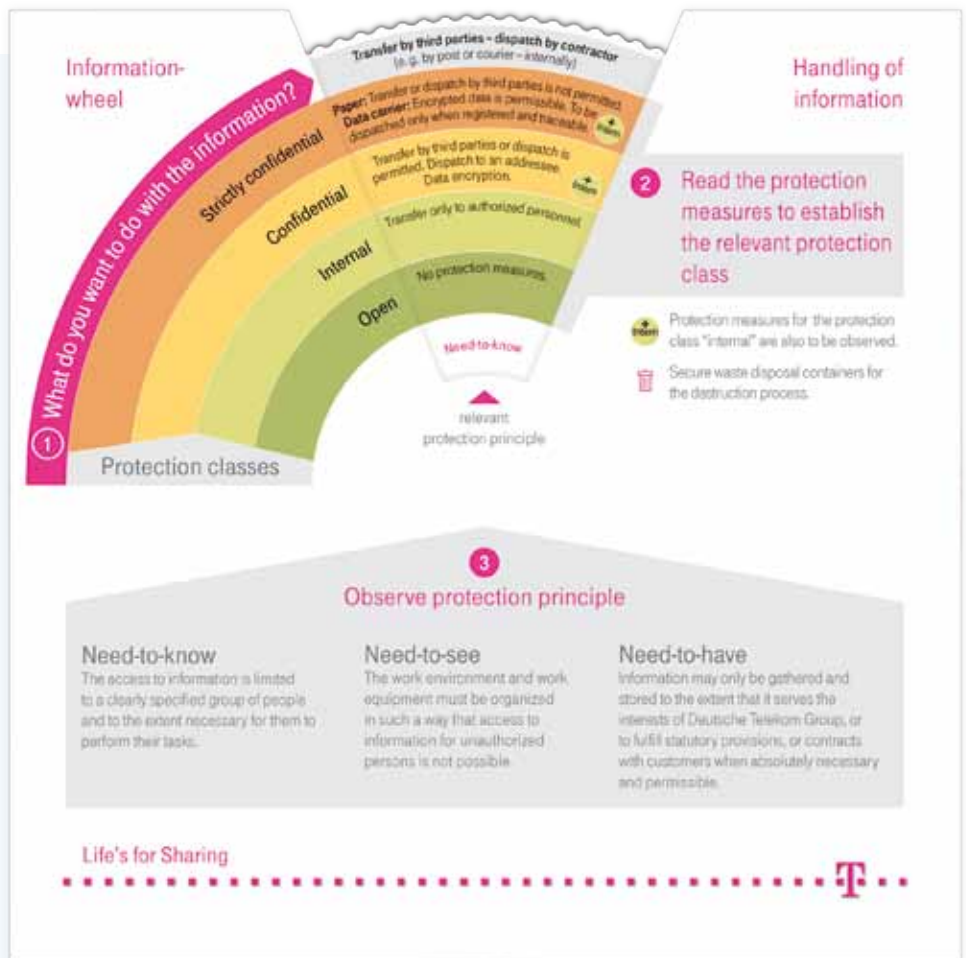 Information-
wheel
Handling of
information
1 What do you want to do with the information?
Transfer by third parties - dispatch by contractor
(e. g. by post or courier - internally)
Strictly confidential
Paper: Transfer or dispatch by third parties is not permitted.
Data carrier: Encrypted data is permissible. To be
dispatched only when registered and traceable.
+
Intern
Confidential
Transfer by third parties or dispatch is
permitted. Dispatch to an addressee.
Data encryption.
+
Intern
Internal
Transfer only to authorized personnel.
Open
No protection measures.
Need-to-know
relevant
protection principle
Protection classes
2 Read the protection
measures to establish
the relevant protection
class
+
Intern
Protection measures for the protection
class "internal" are also to be observed.
Secure waste disposal containers for
the destruction process.
3
Observe protection principle
Need-to-know
The access to information is limited
to a clearly specified group of people
and to the extent necessary for them to
perform their tasks.
Need-to-see
The work environment and work
equipment must be organized
in such a way that access to
information for unauthorized
persons is not possible.
Need-to-have
Information may only be gathered and
stored to the extent that it serves the
interests of Deutsche Telekom Group, or
to fulfill statutory provisions, or contracts
with customers when absolutely necessary
and permissible.
Life's for Sharing
T